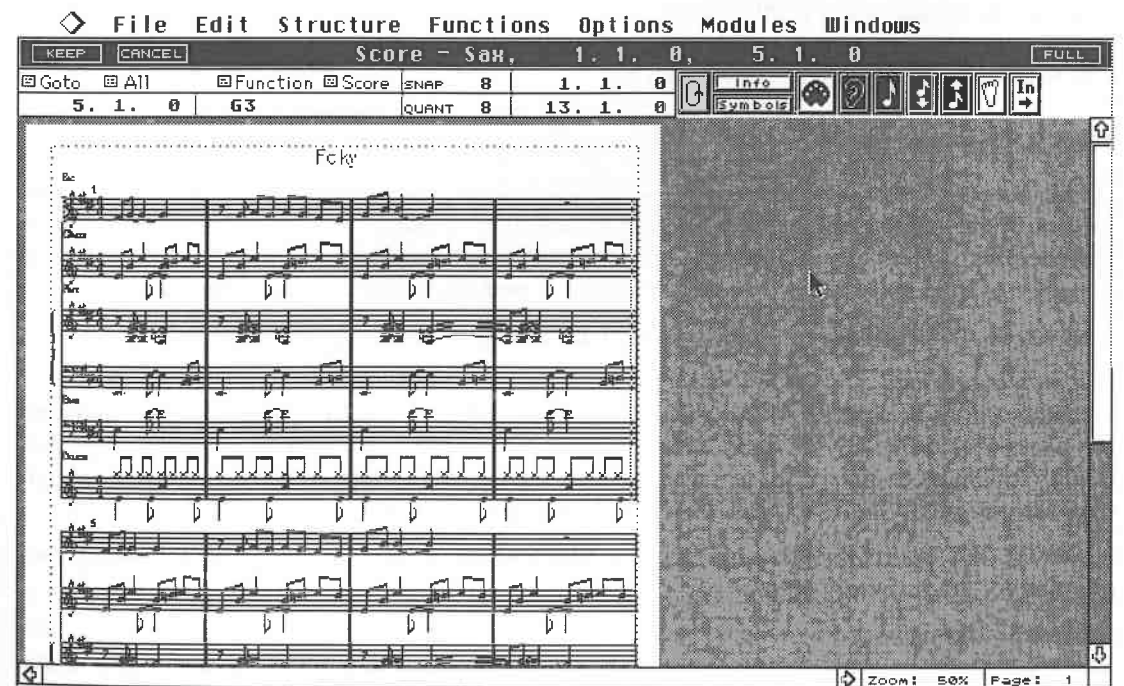 File Edit Structure Functions Options Modules Windows
KEEP CANCEL Score – Sax, 1. 1. 0, 5. 1. 0 FULL
Goto All Function Score SNAP 8 1. 1. 0 Info
5. 1. 0 G3 QUANT 8 13. 1. 0 Symbols In
1
5
Zoom: 50% Page: 1